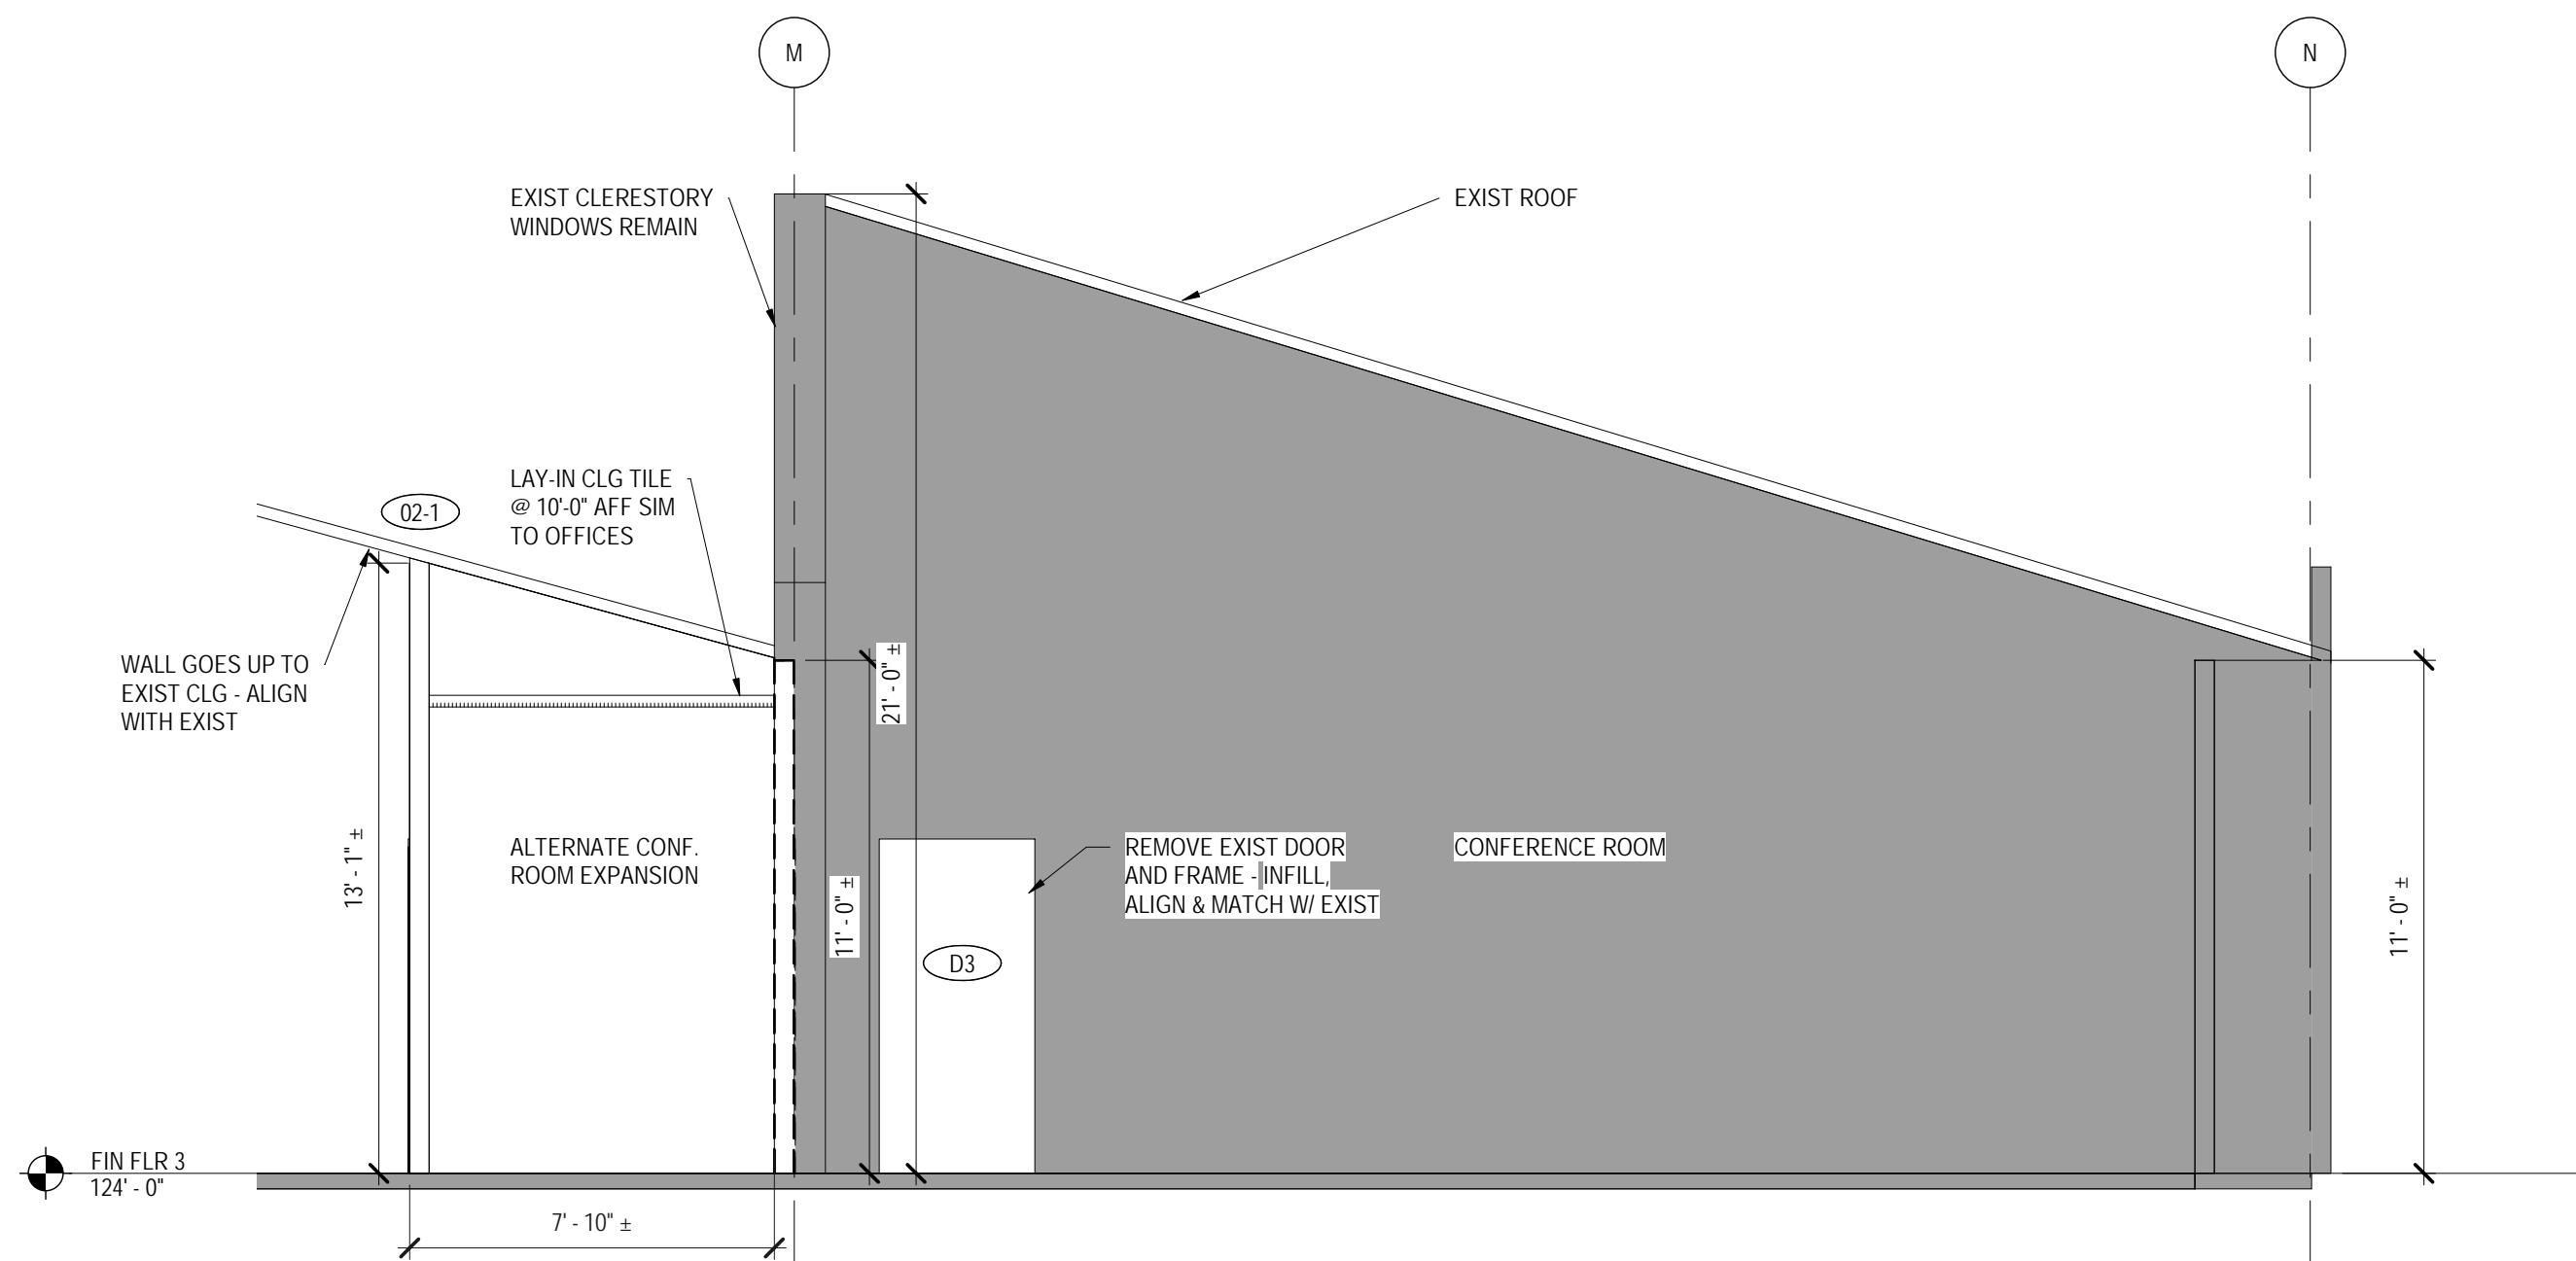 M
N
EXIST CLERESTORY
WINDOWS REMAIN
EXIST ROOF
LAY-IN CLG TILE
@ 10'-0" AFF SIM
TO OFFICES
02-1
WALL GOES UP TO
EXIST CLG - ALIGN
WITH EXIST
21' - 0" ±
13' - 1" ±
ALTERNATE CONF.
ROOM EXPANSION
11' - 0" ±
REMOVE EXIST DOOR
AND FRAME - INFILL,
ALIGN & MATCH W/ EXIST
CONFERENCE ROOM
11' - 0" ±
D3
FIN FLR 3
124' - 0"
7' - 10" ±